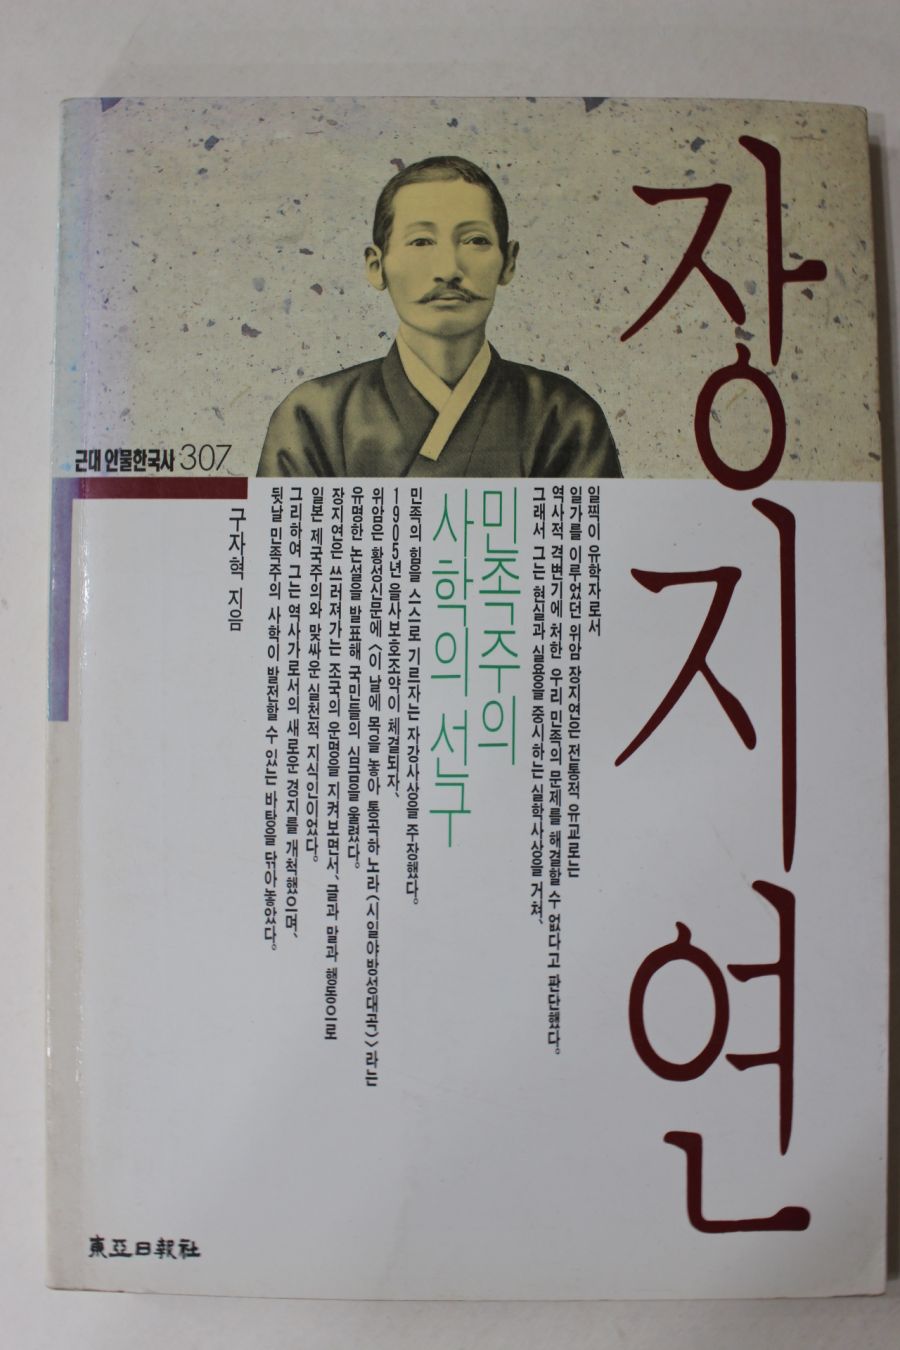 장지연
근대 인물한국사 307
구자혁 지음
민족주의
사학의 선구
일찍이 유학자로서
일가를 이루었던 위암 장지연은 전통적 유교로는
역사적 격변기에 처한 우리 민족의 문제를 해결할 수 없다고 판단했다。
그래서 그는 현실과 실용을 중시하는 실학사상을 거쳐、
민족의 힘을 스스로 기르자는 자강사상을 주장했다。
1905년 을사보호조약이 체결되자、
위암은 황성신문에 〈이 날에 목을 놓아 통곡하노라(시일야방성대곡)〉라는
유명한 논설을 발표해 국민들의 심금을 울렸다。
장지연은 쓰러져 가는 조국의 운명을 지켜보면서、글과 말과 행동으로
일본 제국주의와 맞싸운 실천적 지식인이었다。
그리하여 그는 역사가로서의 새로운 경지를 개척했으며、
뒷날 민족주의 사학이 발전할 수 있는 바탕을 닦아놓았다。
東亞日報社